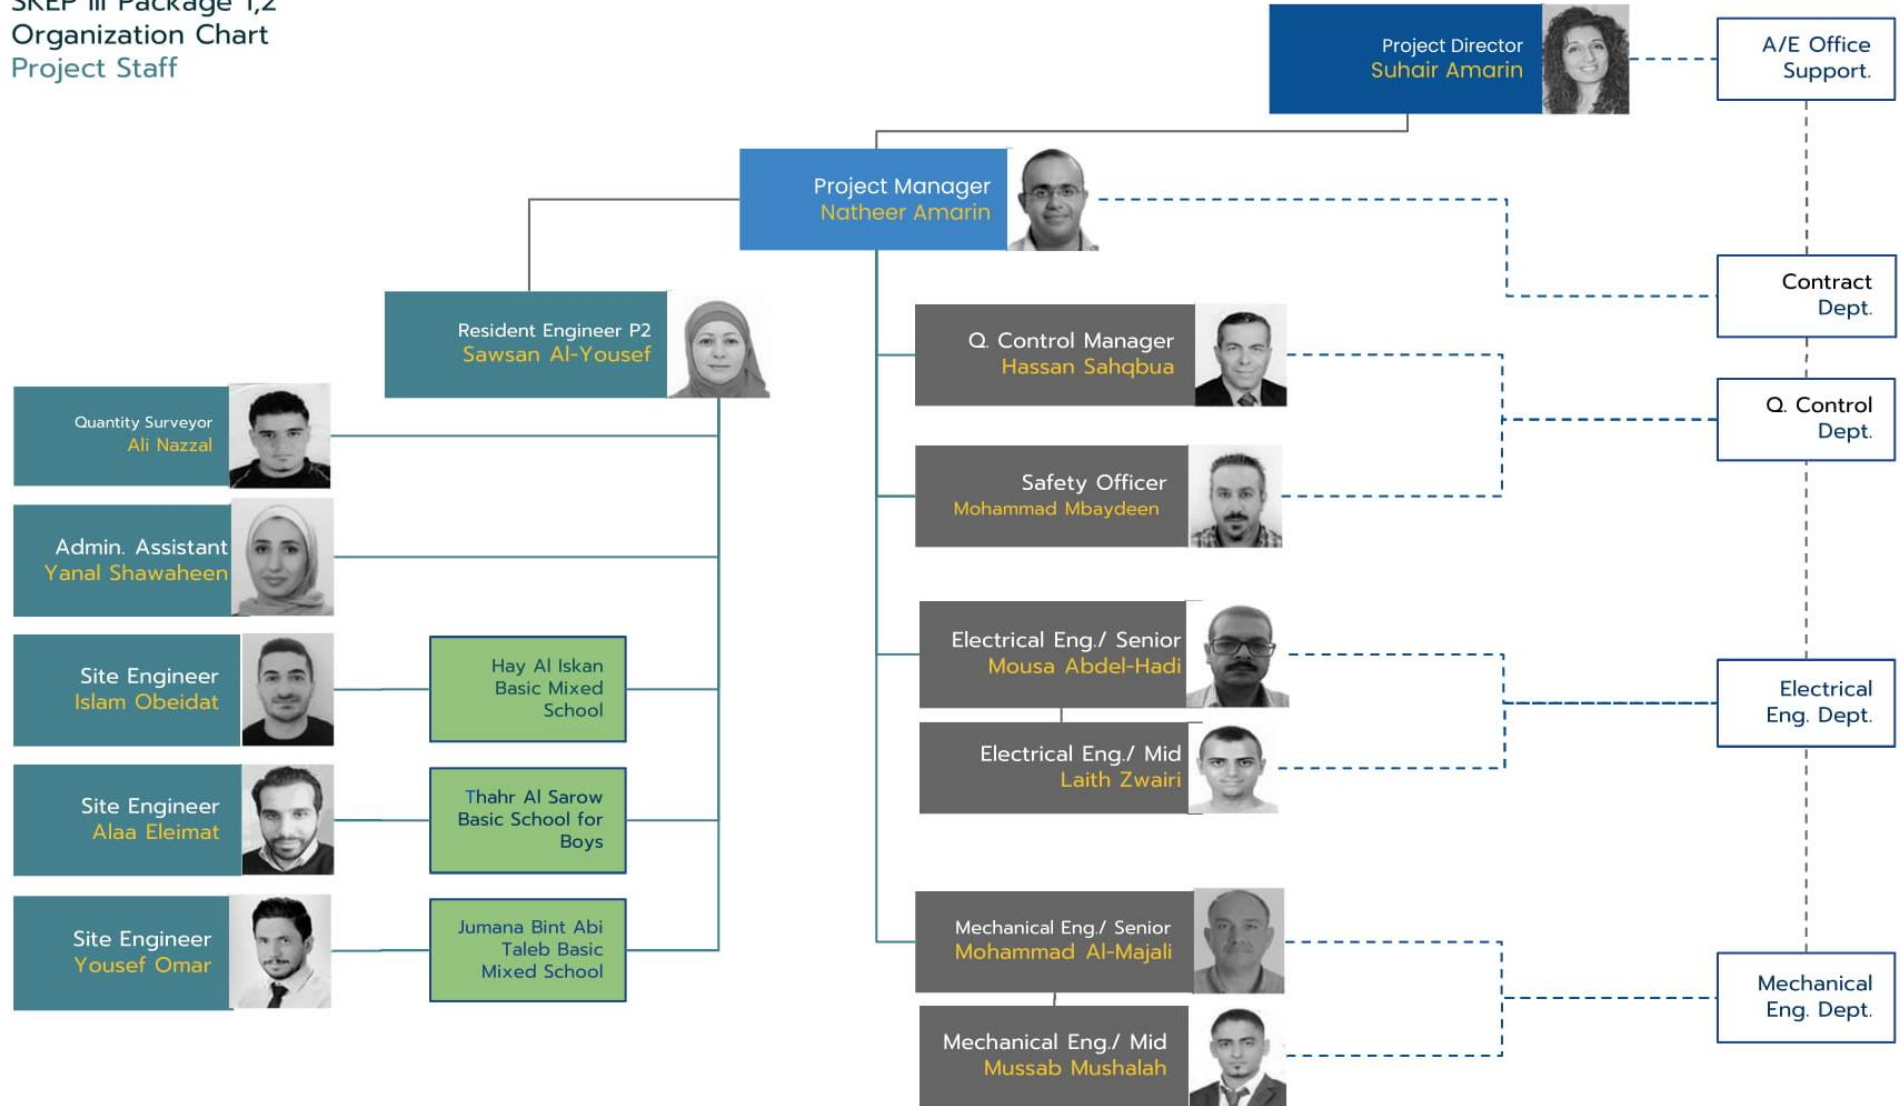 SKEP III Package 1,2
Organization Chart
Project Staff
Project Director
Suhair Amarin
A/E Office
Support.
Project Manager
Natheer Amarin
Contract
Dept.
Resident Engineer P2
Sawsan Al-Yousef
Q. Control Manager
Hassan Sahqbua
Q. Control
Dept.
Quantity Surveyor
Ali Nazzal
Safety Officer
Mohammad Mbaydeen
Admin. Assistant
Yanal Shawaheen
Site Engineer
Islam Obeidat
Hay Al Iskan
Basic Mixed
School
Electrical Eng./ Senior
Mousa Abdel-Hadi
Electrical
Eng. Dept.
Electrical Eng./ Mid
Laith Zwairi
Site Engineer
Alaa Eleimat
Thahr Al Sarow
Basic School for
Boys
Site Engineer
Yousef Omar
Jumana Bint Abi
Taleb Basic
Mixed School
Mechanical Eng./ Senior
Mohammad Al-Majali
Mechanical
Eng. Dept.
Mechanical Eng./ Mid
Mussab Mushalah